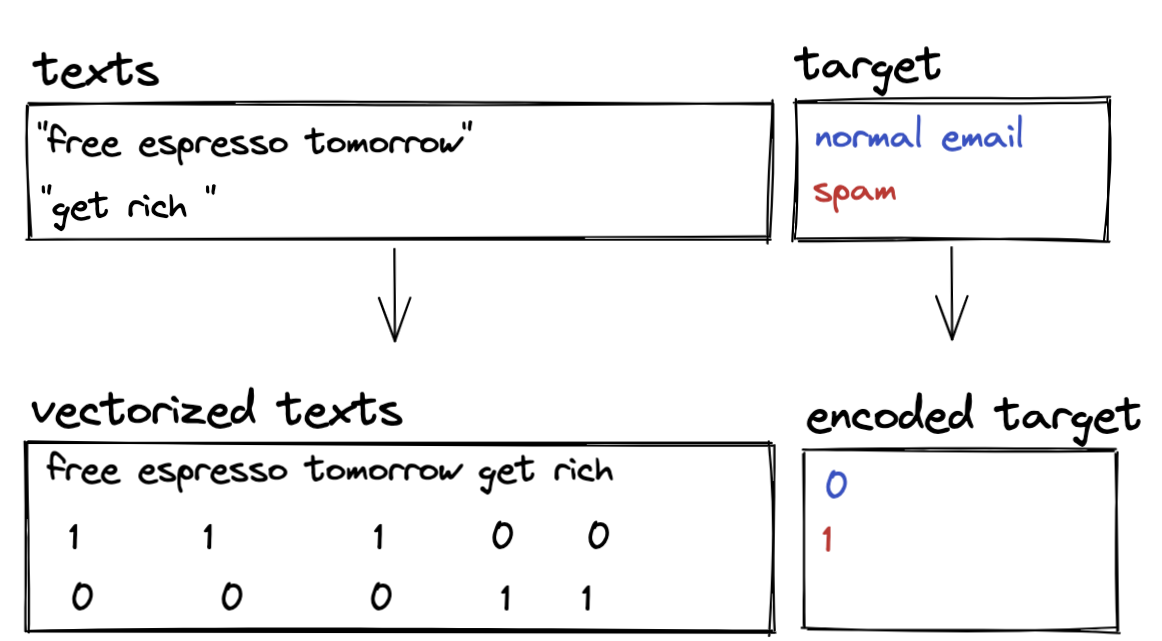 texts
target
"free espresso tomorrow"
normal email
"get rich "
spam
vectorized texts
encoded target
free espresso tomorrow get rich
0
1 1 1 0 0
1
0 0 0 1 1